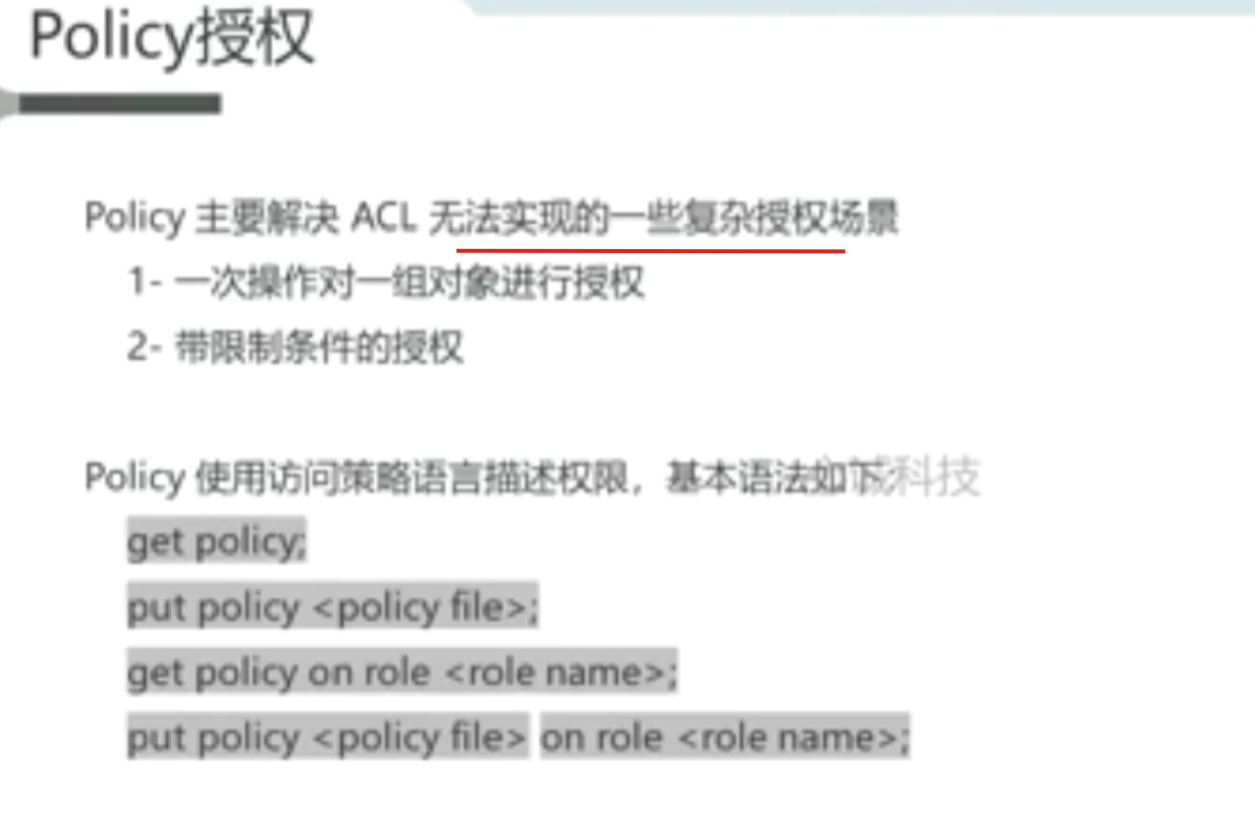 Policy授权
Policy 主要解决 ACL 无法实现的一些复杂授权场景
1- 一次操作对一组对象进行授权
2- 带限制条件的授权
Policy 使用访问策略语言描述权限，基本语法如下:
get policy;
put policy <policy file>;
get policy on role <role name>;
put policy <policy file> on role <role name>;